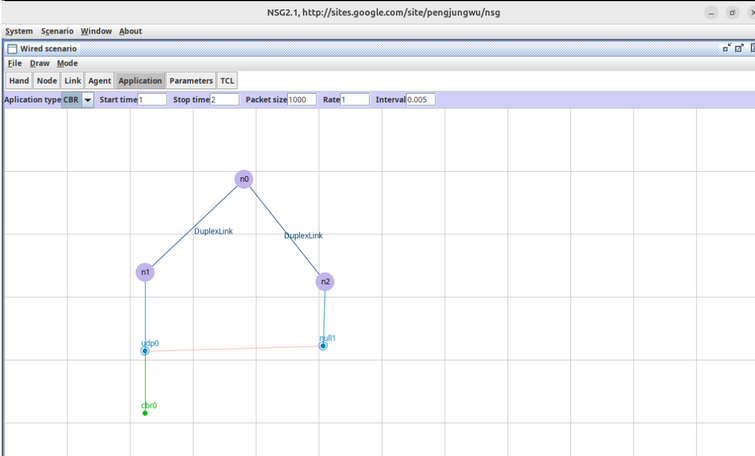 NSG2.1, http://sites.google.com/site/pengjungwu/nsg
System Scenario Window About
Wired scenario
File Draw Mode
Hand Node Link Agent Application Parameters TCL
Aplication type CBR Start time 1 Stop time 2 Packet size 1000 Rate 1 Interval 0.005
n0
DuplexLink DuplexLink
n1 n2
udp0 null1
cbr0